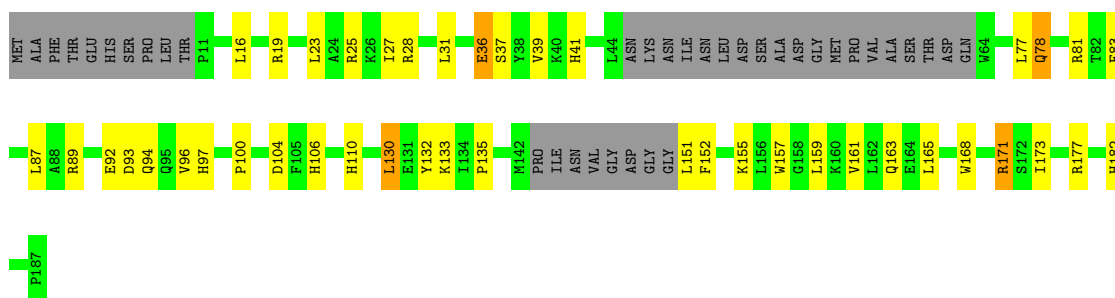 MET ALA PHE THR GLU HIS SER PRO LEU THR P11 L16 R19 L23 A24 R25 K26 I27 R28 L31 E36 S37 Y38 V39 K40 H41 L44 ASN LYS ASN ILE ASN LEU ASP SER ALA ASP GLY MET PRO VAL ALA SER THR ASP GLN W64 L77 Q78 R81 T82
L87 A88 R89 E92 D93 Q94 Q95 V96 H97 P100 D104 F105 H106 H110 L130 E131 Y132 K133 I134 P135 M142 PRO ILE ASN VAL GLY ASP GLY GLY L151 F152 K155 L156 W157 G158 L159 K160 V161 L162 Q163 E164 L165 W168 R171 S172 I173 R177
P187